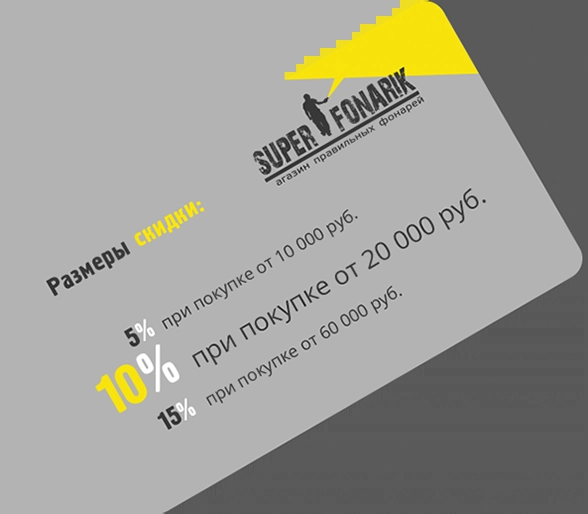 SUPER FONARIK
агазин правильных фонарей
Размеры скидки:
5% при покупке от 10 000 руб.
10% при покупке от 20 000 руб.
15% при покупке от 60 000 руб.